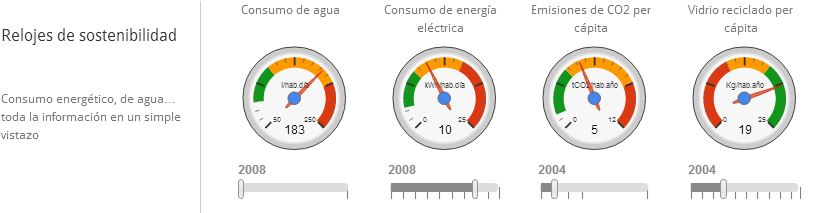 Relojes de sostenibilidad
Consumo energético, de agua...
toda la información en un simple
vistazo
Consumo de agua
l/hab.día
50
250
183
2008
Consumo de energía
eléctrica
kWh/hab.día
0
25
10
2008
Emisiones de CO2 per
cápita
tCO2/hab.año
0
12
5
2004
Vidrio reciclado per
cápita
Kg/hab.año
0
25
19
2004